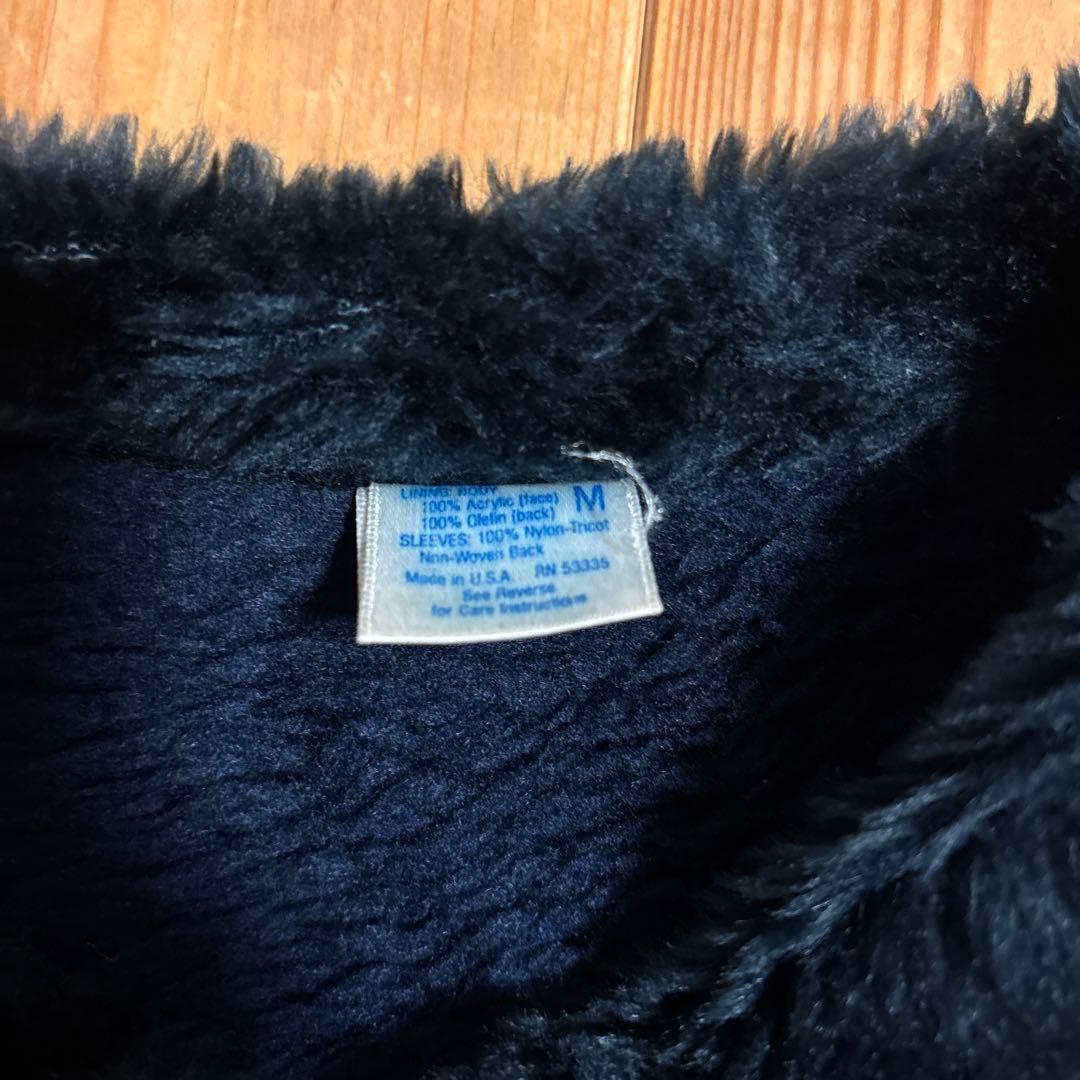 LINING: BODY
100% Acrylic (face) M
100% Olefin (back)
SLEEVES: 100% Nylon-Tricot
Non-Woven Back
Made in U.S.A. RN 53335
See Reverse
for Care Instructions